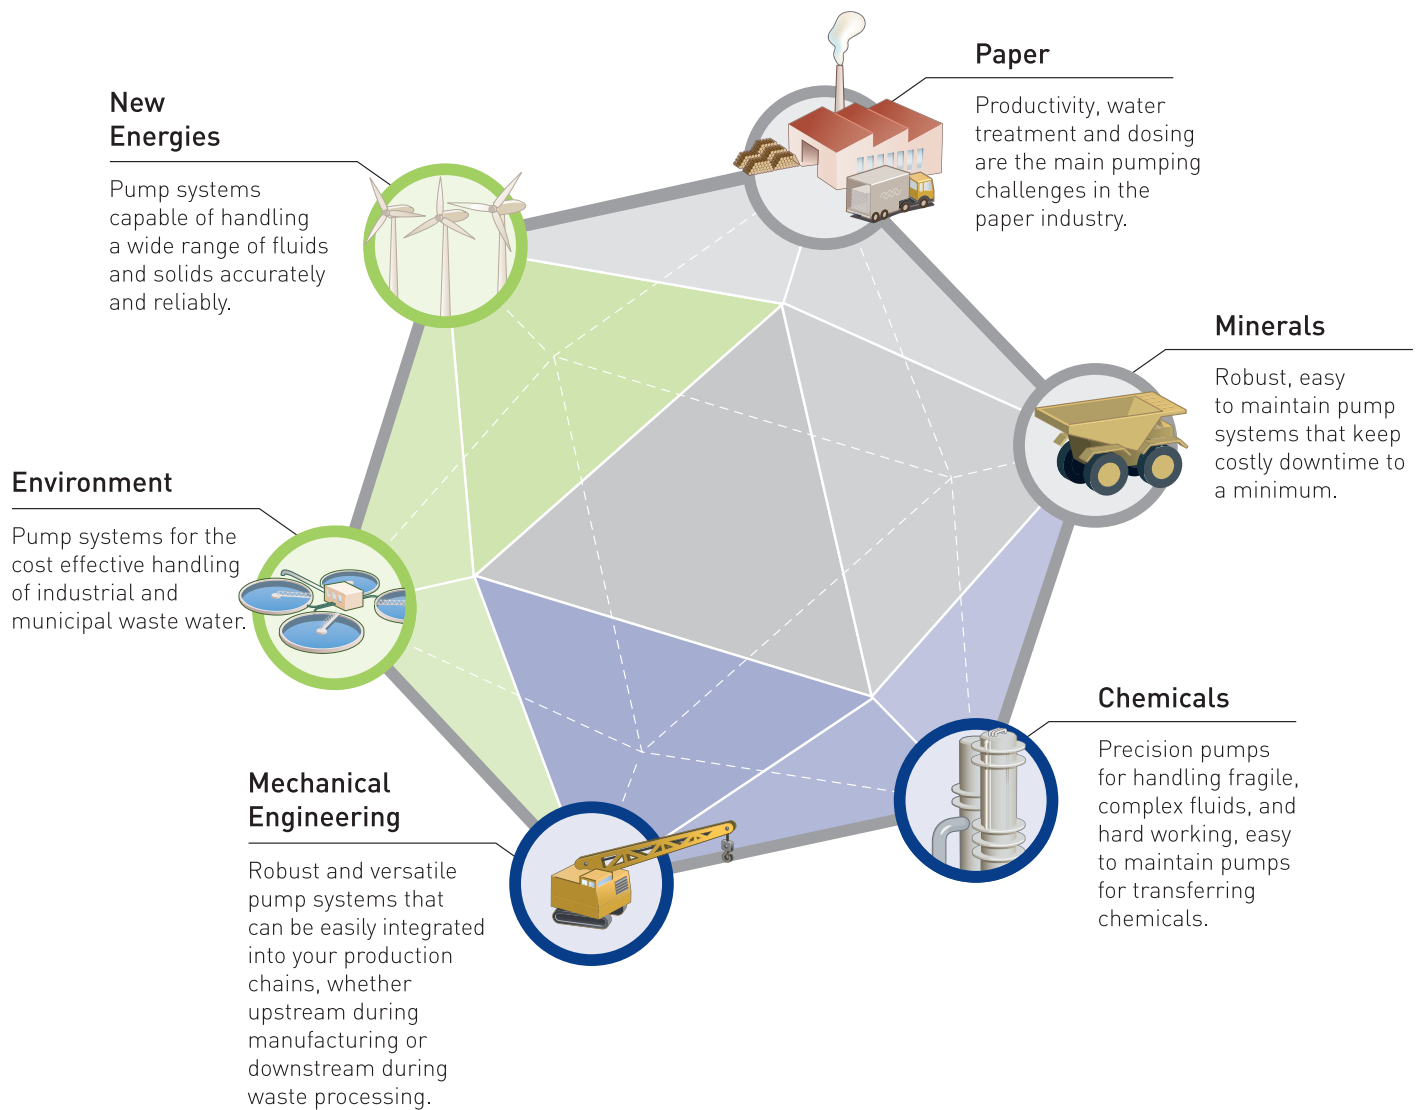 Paper
Productivity, water
treatment and dosing
are the main pumping
challenges in the
paper industry.
New
Energies
Pump systems
capable of handling
a wide range of fluids
and solids accurately
and reliably.
Minerals
Robust, easy
to maintain pump
systems that keep
costly downtime to
a minimum.
Environment
Pump systems for the
cost effective handling
of industrial and
municipal waste water.
Chemicals
Precision pumps
for handling fragile,
complex fluids, and
hard working, easy
to maintain pumps
for transferring
chemicals.
Mechanical
Engineering
Robust and versatile
pump systems that
can be easily integrated
into your production
chains, whether
upstream during
manufacturing or
downstream during
waste processing.